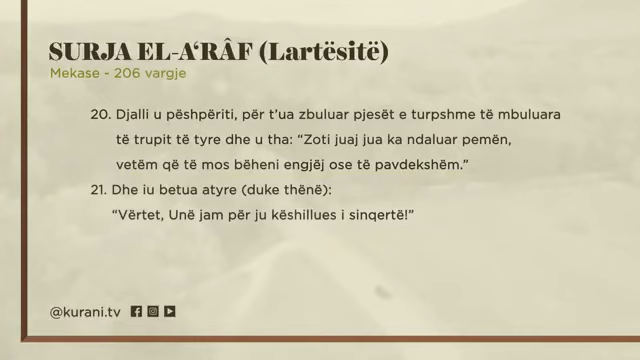 SURJA EL-A‘RÂF (Lartësitë)
Mekase - 206 vargje
20. Djalli u pëshpëriti, për t’ua zbuluar pjesët e turpshme të mbuluara
të trupit të tyre dhe u tha: “Zoti juaj jua ka ndaluar pemën,
vetëm që të mos bëheni engjëj ose të pavdekshëm.”
21. Dhe iu betua atyre (duke thënë):
“Vërtet, Unë jam për ju këshillues i sinqertë!”
@kurani.tv